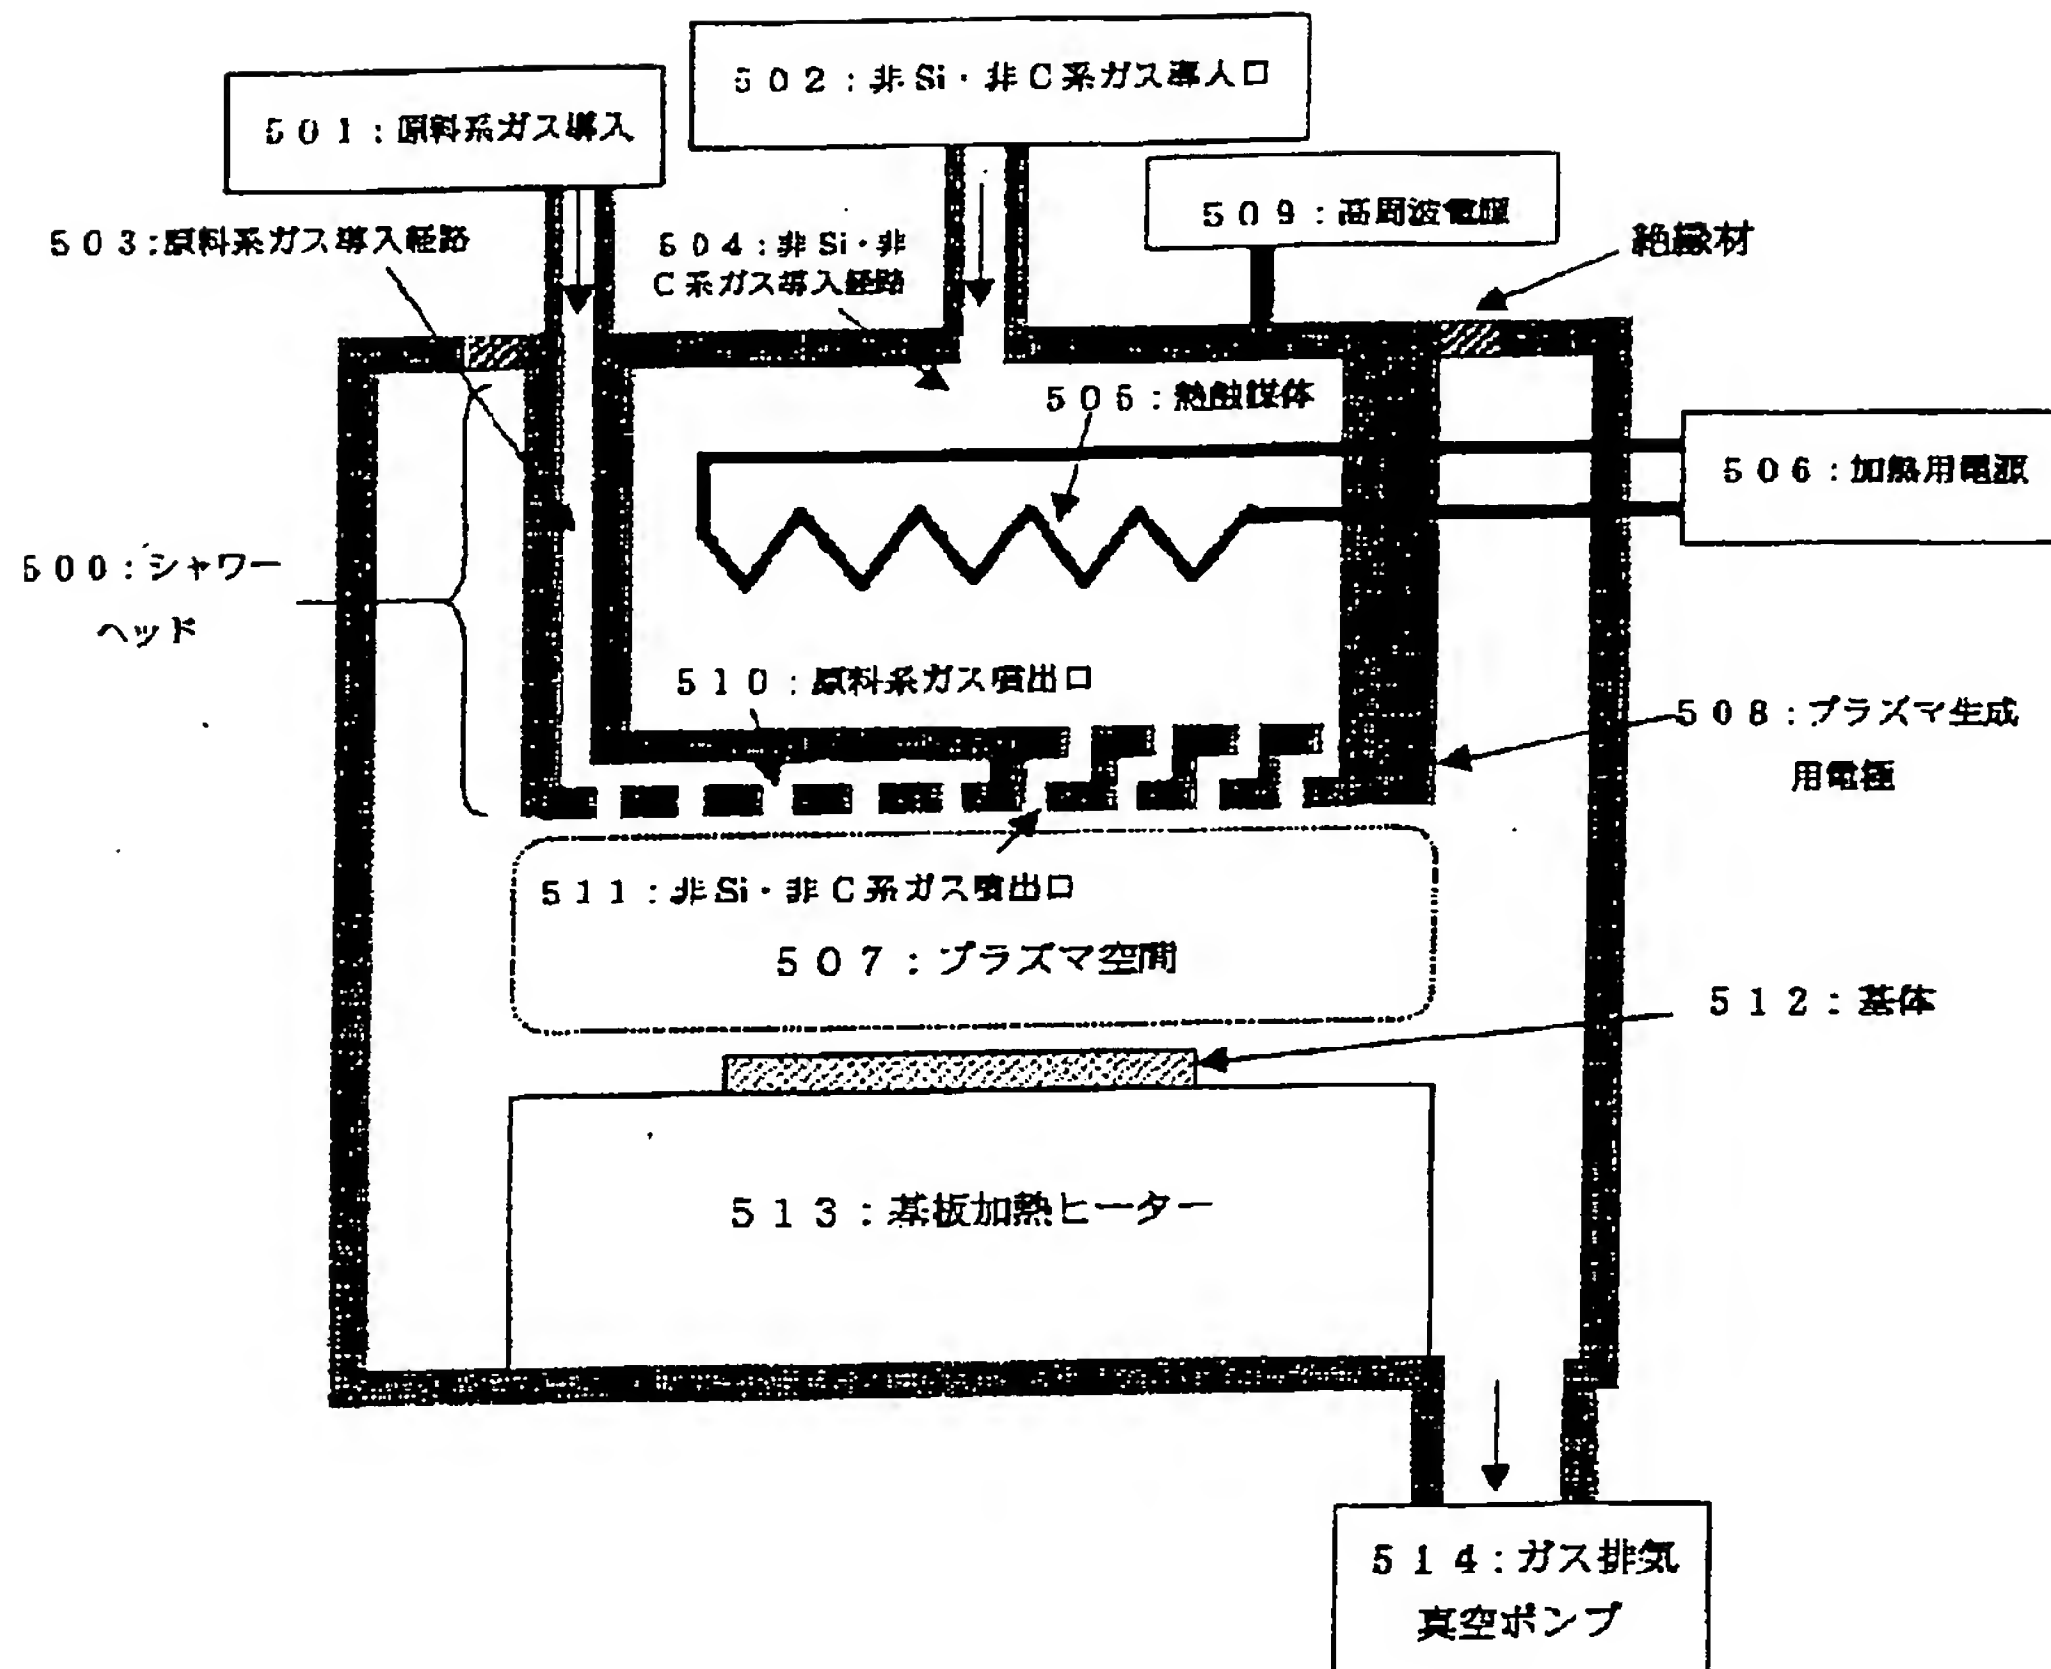 502：非Si・非C系ガス導入口
501：原料系ガス導入
509：高周波電源
503：原料系ガス導入経路
504：非Si・非
C系ガス導入経路
絶縁材
505：熱触媒体
506：加熱用電源
500：シャワー
ヘッド
510：原料系ガス噴出口
508：プラズマ生成
用電極
511：非Si・非C系ガス噴出口
507：プラズマ空間
512：基体
513：基板加熱ヒーター
514：ガス排気
真空ポンプ